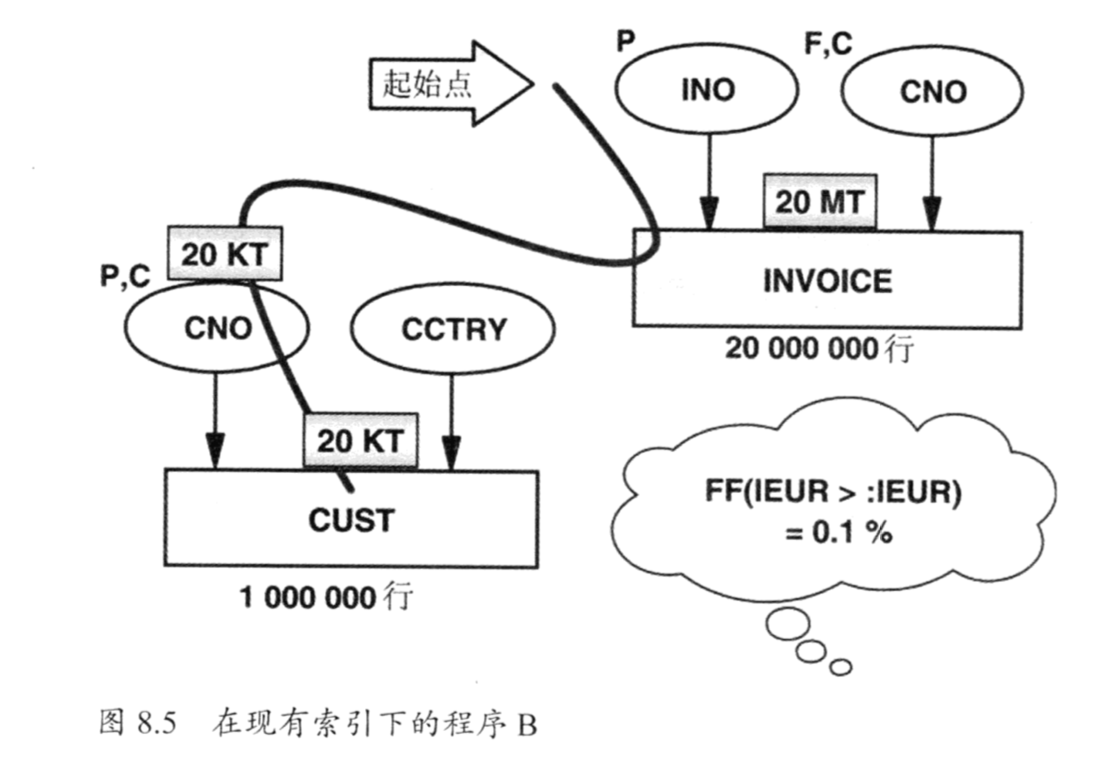 起始点
P
INO
F,C
CNO
20 MT
INVOICE
20 000 000行
20 KT
P,C
CNO
CCTRY
20 KT
CUST
1 000 000行
FF(IEUR > :IEUR)
= 0.1 %
图 8.5 在现有索引下的程序 B